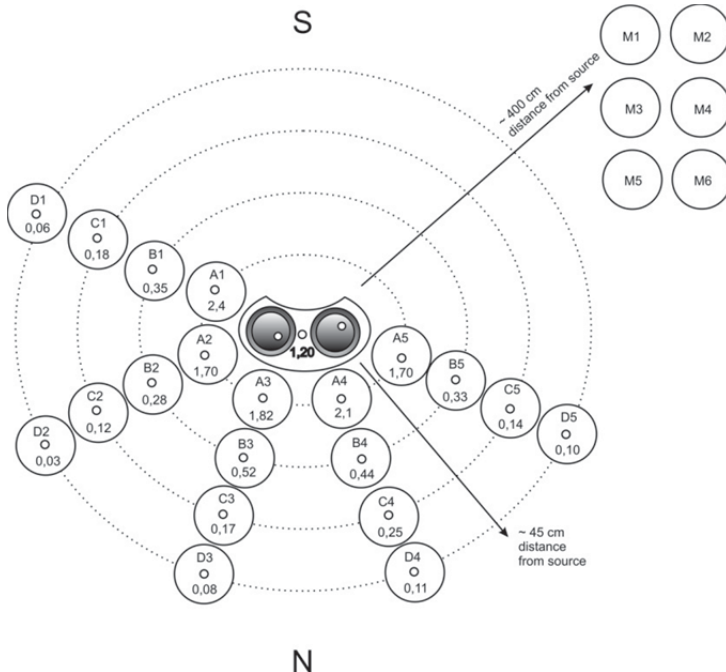 S
M1
M2
~ 400 cm
distance from source
M3
M4
M5
M6
D1
0,06
C1
0,18
B1
0,35
A1
2,4
1,20
A2
1,70
B2
0,28
C2
0,12
D2
0,03
A3
1,82
B3
0,52
C3
0,17
D3
0,08
A4
2,1
B4
0,44
C4
0,25
D4
0,11
A5
1,70
B5
0,33
C5
0,14
D5
0,10
~ 45 cm
distance
from source
N